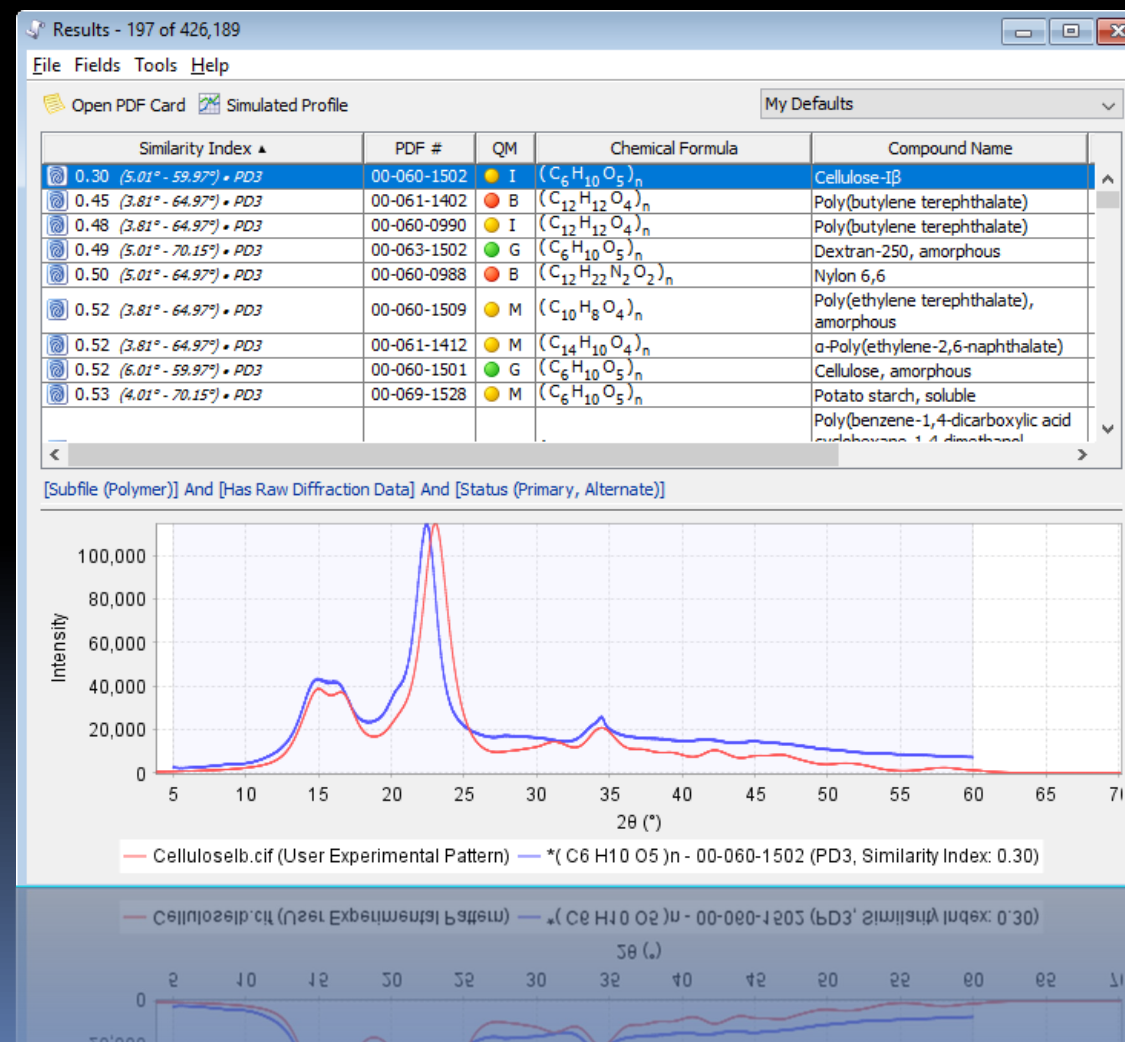 Results - 197 of 426,189
File Fields Tools Help
Open PDF Card Simulated Profile My Defaults
Similarity Index ▲ PDF # QM Chemical Formula Compound Name
0.30 (5.01° - 59.97°) • PD3 00-060-1502 I (C6H10O5)n Cellulose-Iβ
0.45 (3.81° - 64.97°) • PD3 00-061-1402 B (C12H12O4)n Poly(butylene terephthalate)
0.48 (3.81° - 64.97°) • PD3 00-060-0990 I (C12H12O4)n Poly(butylene terephthalate)
0.49 (5.01° - 70.15°) • PD3 00-063-1502 G (C6H10O5)n Dextran-250, amorphous
0.50 (5.01° - 64.97°) • PD3 00-060-0988 B (C12H22N2O2)n Nylon 6,6
0.52 (3.81° - 64.97°) • PD3 00-060-1509 M (C10H8O4)n Poly(ethylene terephthalate),
amorphous
0.52 (3.81° - 64.97°) • PD3 00-061-1412 M (C14H10O4)n α-Poly(ethylene-2,6-naphthalate)
0.52 (6.01° - 59.97°) • PD3 00-060-1501 G (C6H10O5)n Cellulose, amorphous
0.53 (4.01° - 70.15°) • PD3 00-069-1528 M (C6H10O5)n Potato starch, soluble
Poly(benzene-1,4-dicarboxylic acid
[Subfile (Polymer)] And [Has Raw Diffraction Data] And [Status (Primary, Alternate)]
Intensity
100,000
80,000
60,000
40,000
20,000
0
5 10 15 20 25 30 35 40 45 50 55 60 65
2θ (°)
CelluloseIb.cif (User Experimental Pattern) *( C6 H10 O5 )n - 00-060-1502 (PD3, Similarity Index: 0.30)